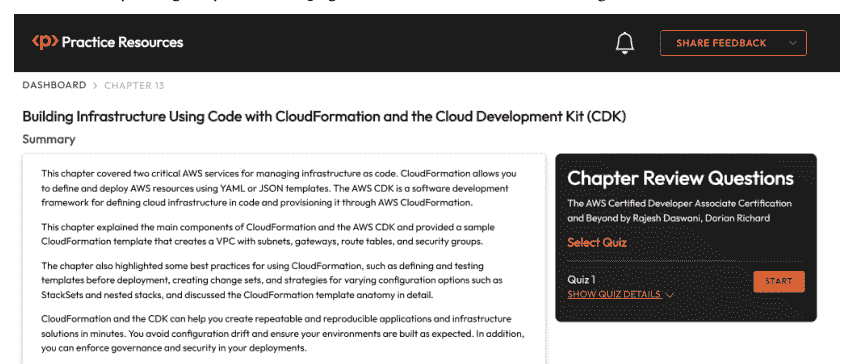 <p> Practice Resources
SHARE FEEDBACK
DASHBOARD > CHAPTER 13
Building Infrastructure Using Code with CloudFormation and the Cloud Development Kit (CDK)
Summary
This chapter covered two critical AWS services for managing infrastructure as code. CloudFormation allows you
to define and deploy AWS resources using YAML or JSON templates. The AWS CDK is a software development
framework for defining cloud infrastructure in code and provisioning it through AWS CloudFormation.
This chapter explained the main components of CloudFormation and the AWS CDK and provided a sample
CloudFormation template that creates a VPC with subnets, gateways, route tables, and security groups.
The chapter also highlighted some best practices for using CloudFormation, such as defining and testing
templates before deployment, creating change sets, and strategies for varying configuration options such as
StackSets and nested stacks, and discussed the CloudFormation template anatomy in detail.
CloudFormation and the CDK can help you create repeatable and reproducible applications and infrastructure
solutions in minutes. You avoid configuration drift and ensure your environments are built as expected. In addition,
you can enforce governance and security in your deployments.
Chapter Review Questions
The AWS Certified Developer Associate Certification
and Beyond by Rajesh Daswani, Dorian Richard
Select Quiz
Quiz 1
SHOW QUIZ DETAILS
START